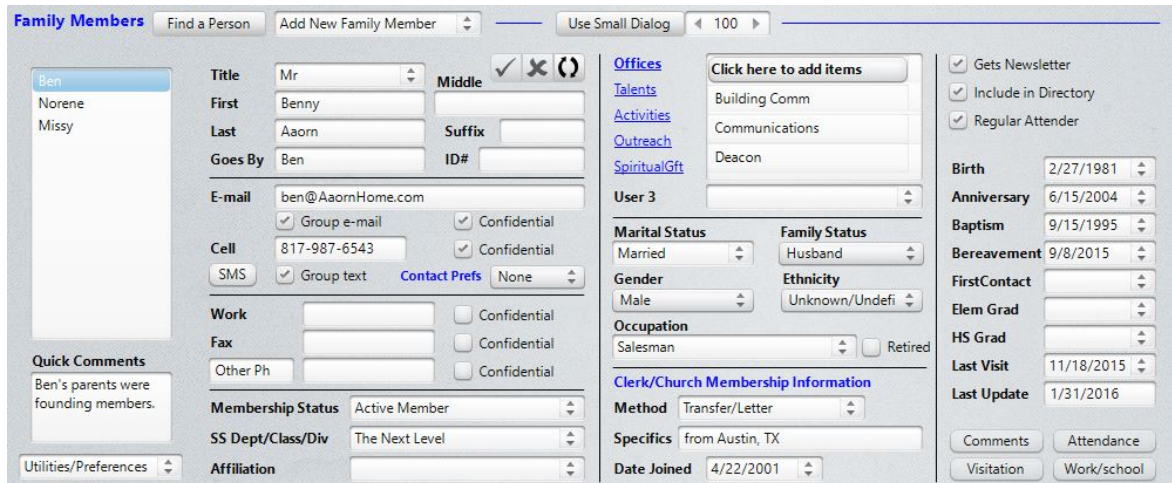 Family Members Find a Person Add New Family Member Use Small Dialog 100
Ben
Norene
Missy
Quick Comments
Ben's parents were
founding members.
Utilities/Preferences
Title Mr Middle
First Benny
Last Aaorn Suffix
Goes By Ben ID#
E-mail ben@AaornHome.com
Group e-mail Confidential
Cell 817-987-6543 Confidential
SMS Group text Contact Prefs None
Work Confidential
Fax Confidential
Other Ph Confidential
Membership Status Active Member
SS Dept/Class/Div The Next Level
Affiliation
Offices
Talents
Activities
Outreach
SpiritualGft
Click here to add items
Building Comm
Communications
Deacon
User 3
Marital Status Family Status
Married Husband
Gender Ethnicity
Male Unknown/Undefi
Occupation
Salesman Retired
Clerk/Church Membership Information
Method Transfer/Letter
Specifics from Austin, TX
Date Joined 4/22/2001
Gets Newsletter
Include in Directory
Regular Attender
Birth 2/27/1981
Anniversary 6/15/2004
Baptism 9/15/1995
Bereavement 9/8/2015
FirstContact
Elem Grad
HS Grad
Last Visit 11/18/2015
Last Update 1/31/2016
Comments Attendance
Visitation Work/school